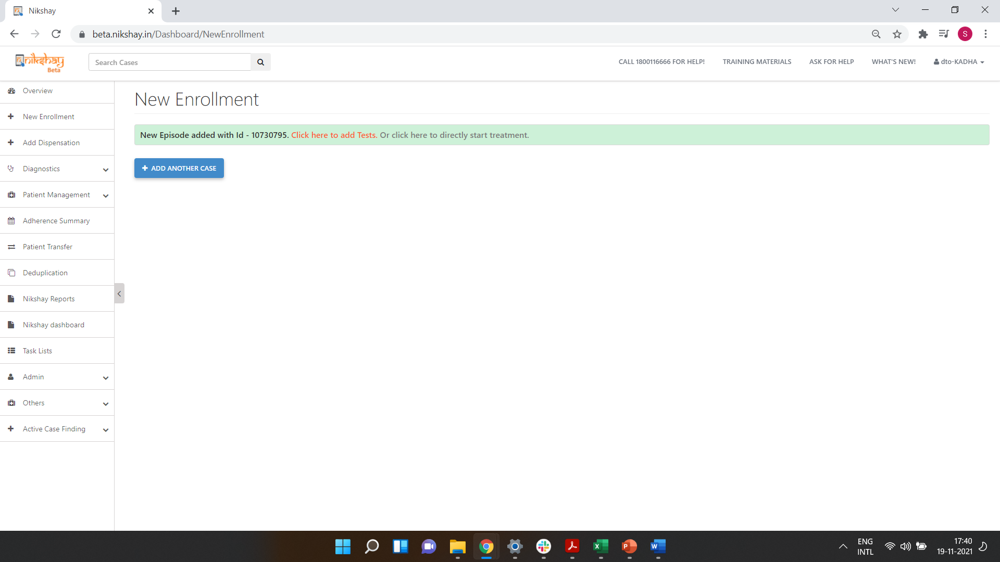 Nikshay
beta.nikshay.in/Dashboard/NewEnrollment
S
nikshay
Beta
Search Cases
CALL 1800116666 FOR HELP!
TRAINING MATERIALS
ASK FOR HELP
WHAT'S NEW!
dto-KADHA
Overview
New Enrollment
Add Dispensation
Diagnostics
Patient Management
Adherence Summary
Patient Transfer
Deduplication
Nikshay Reports
Nikshay dashboard
Task Lists
Admin
Others
Active Case Finding
New Enrollment
New Episode added with Id - 10730795. Click here to add Tests. Or click here to directly start treatment.
ADD ANOTHER CASE
ENG
INTL
17:40
19-11-2021